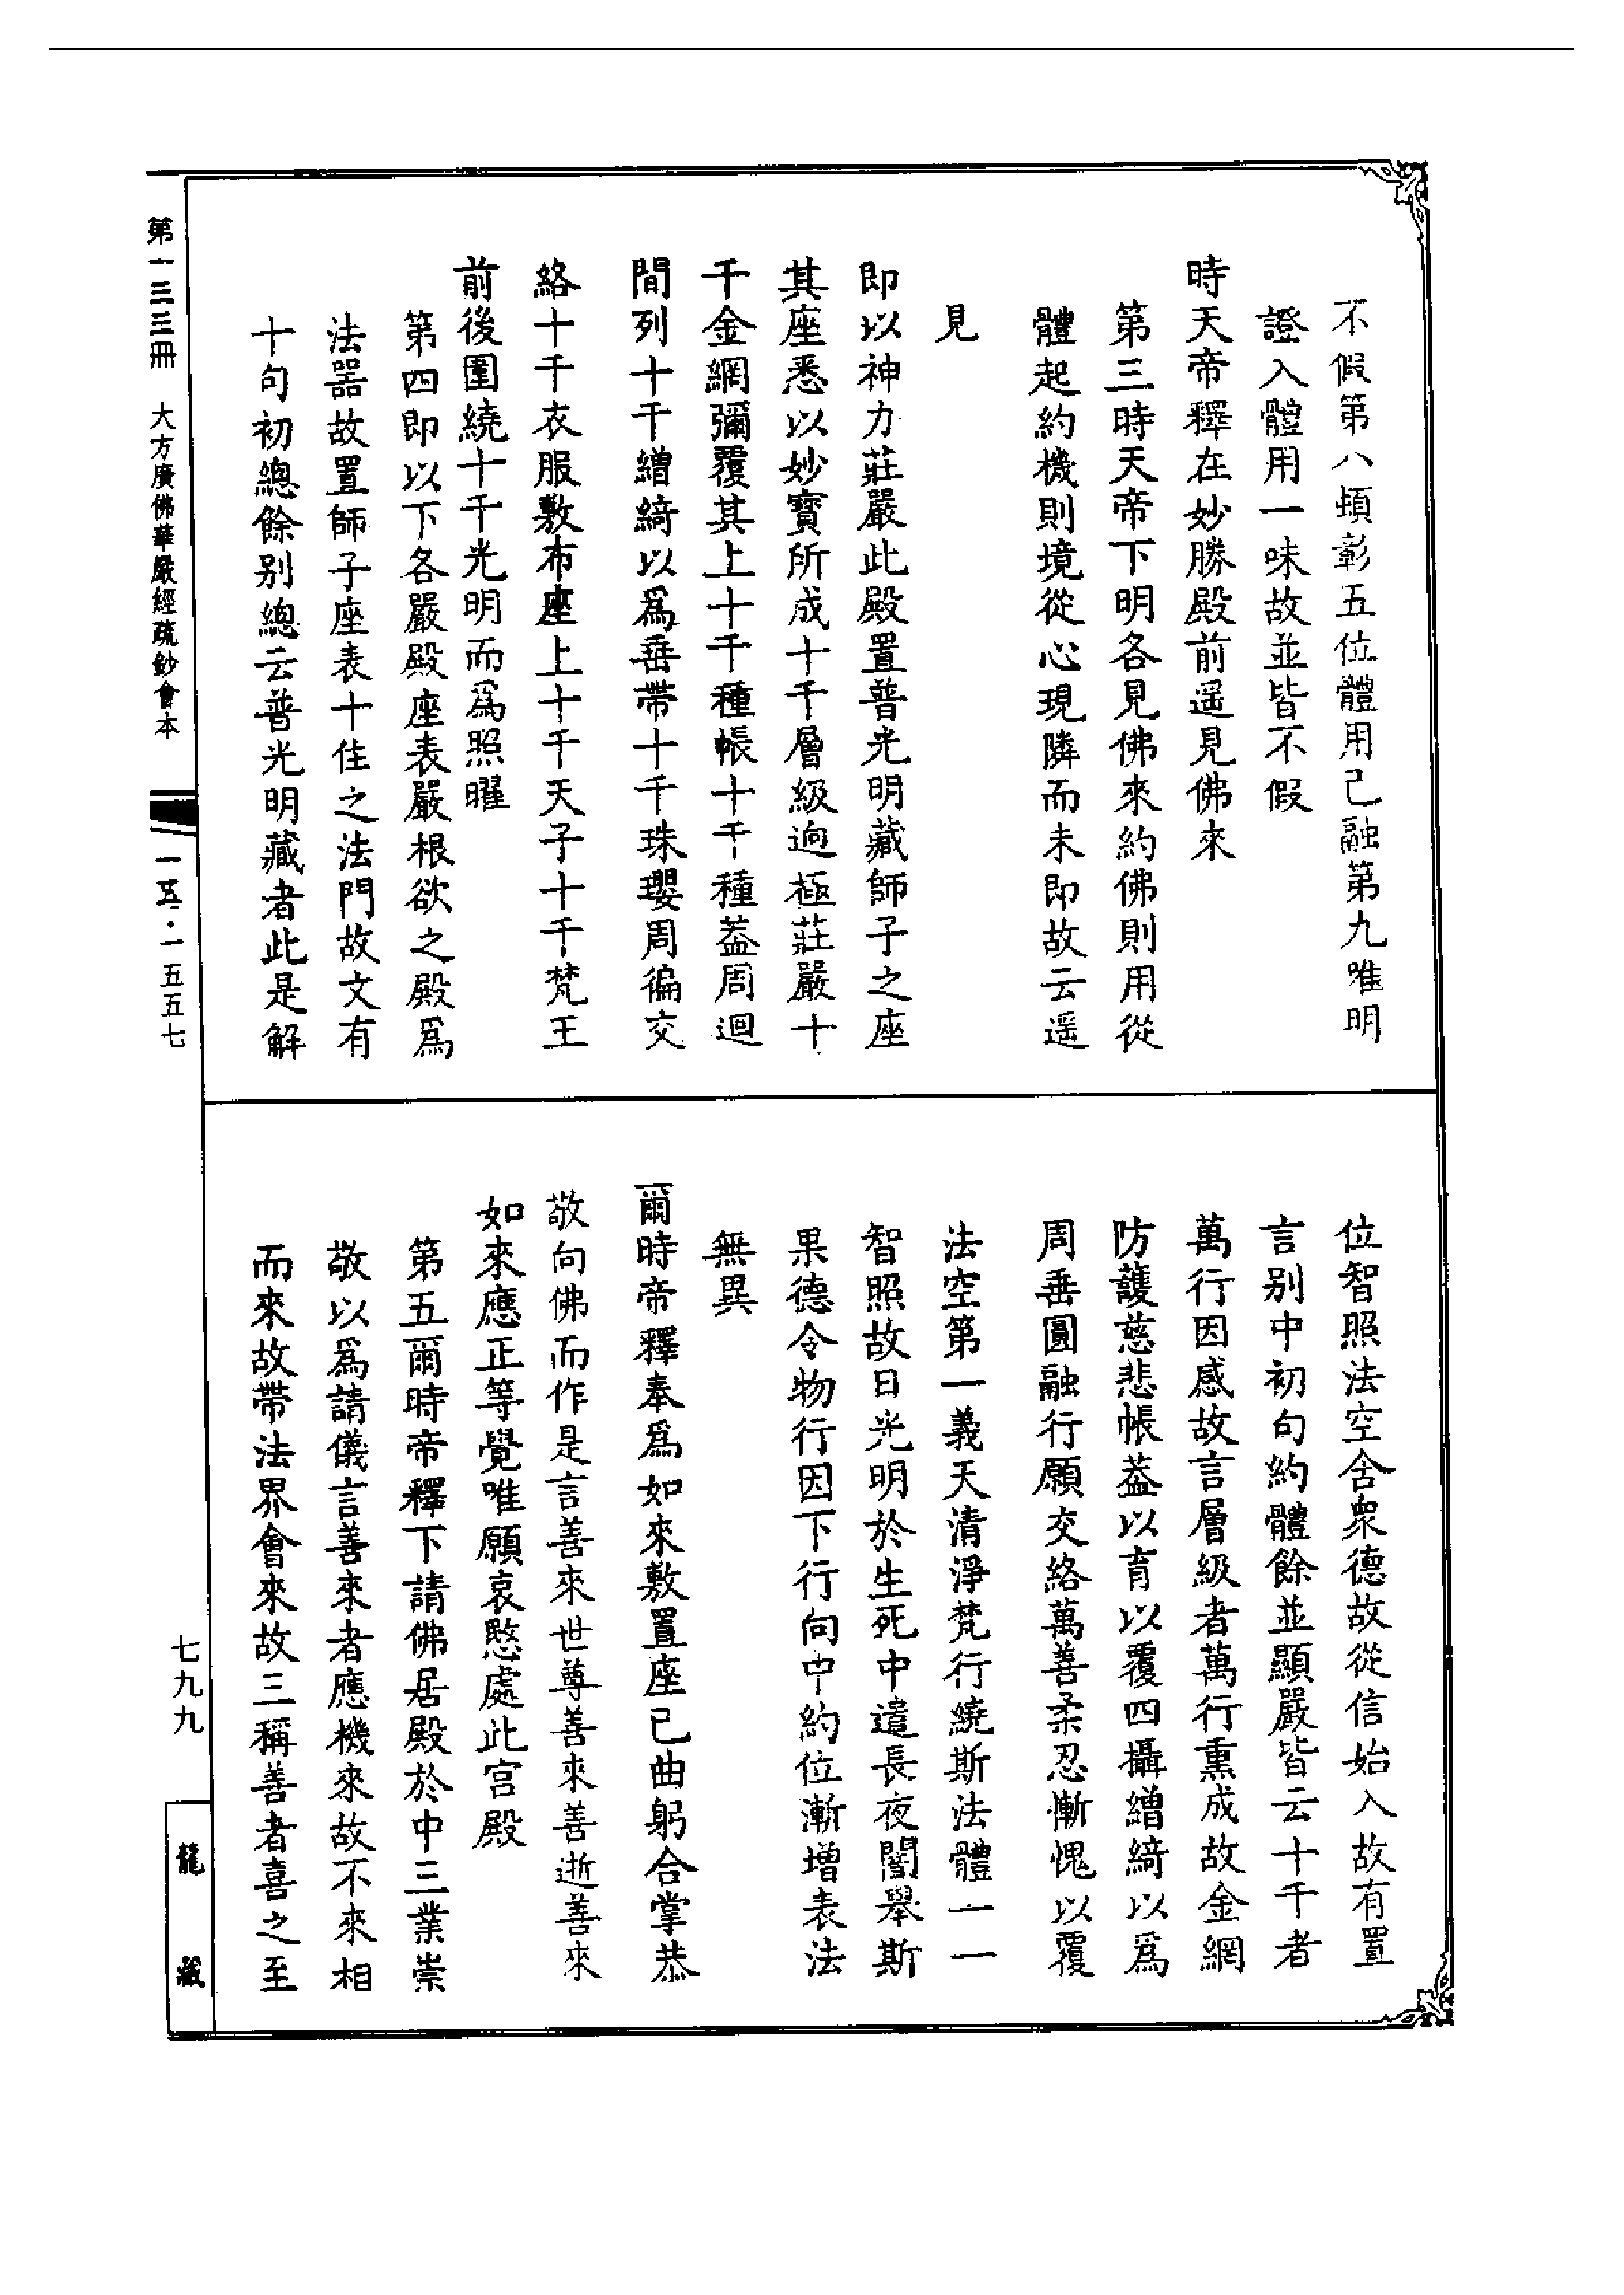 不假第八頓彰五位體用已融第九唯明
證入體用一味故並皆不假
時天帝釋在妙勝殿前遥見佛來
第三時天帝下明各見佛來約佛則用從
體起約機則境從心現隣而未即故云遥
見
即以神力莊嚴此殿置普光明藏師子之座
其座悉以妙寶所成十千層級逈極莊嚴十
千金網彌覆其上十千種帳十千種葢周迴
間列十千繒綺以爲垂帶十千珠瓔周徧交
絡十千衣服敷布座上十千天子十千梵王
前後圍繞十千光明而爲照曜
第四即以下各嚴殿座表嚴根欲之殿爲
法器故置師子座表十住之法門故文有
十句初總餘别總云普光明藏者此是解
位智照法空含衆德故從信始入故有置
言别中初句約體餘並顯嚴皆云十千者
萬行因感故言層級者萬行熏成故金網
防護慈悲帳葢以育以覆四攝繒綺以爲
周垂圓融行願交絡萬善柔忍慚愧以覆
法空第一義天清淨梵行繞斯法體一一
智照故日光明於生死中遣長夜闇舉斯
果德令物行因下行向中約位漸增表法
無異
爾時帝釋奉爲如來敷置座已曲躬合掌恭
敬向佛而作是言善來世尊善來善逝善來
如來應正等覺唯願哀愍處此宫殿
第五爾時帝釋下請佛居殿於中三業崇
敬以爲請儀言善來者應機來故不來相
而來故帶法界會來故三稱善者喜之至
第一三三冊　大方廣佛華嚴經疏鈔會本
一五·一五五七
七九九
龍藏